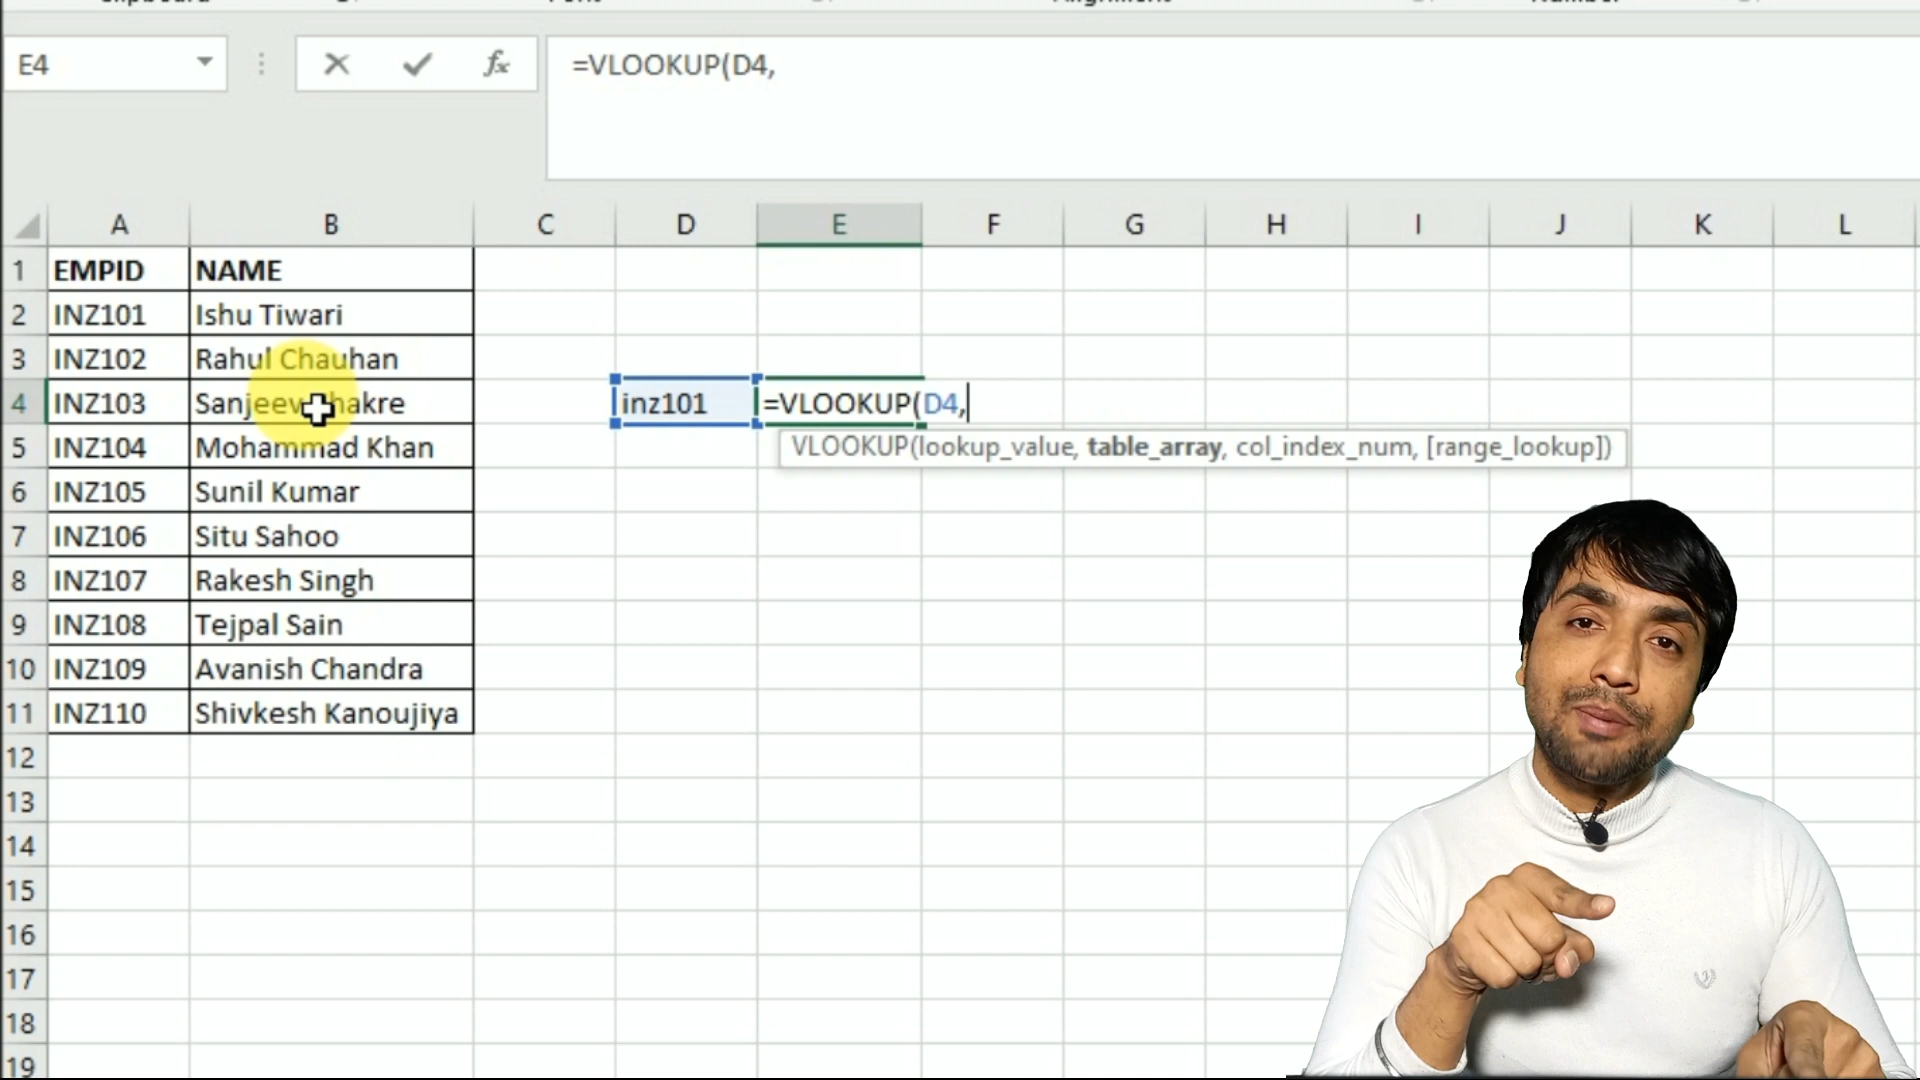 E4 fx =VLOOKUP(D4,
A B C D E F G H I J K L
1 EMPID NAME
2 INZ101 Ishu Tiwari
3 INZ102 Rahul Chauhan
4 INZ103 inz101 =VLOOKUP(D4,
5 INZ104 Mohammad Khan VLOOKUP(lookup_value, table_array, col_index_num, [range_lookup])
6 INZ105 Sunil Kumar
7 INZ106 Situ Sahoo
8 INZ107 Rakesh Singh
9 INZ108 Tejpal Sain
10 INZ109 Avanish Chandra
11 INZ110 Shivkesh Kanoujiya
12
13
14
15
16
17
18
19